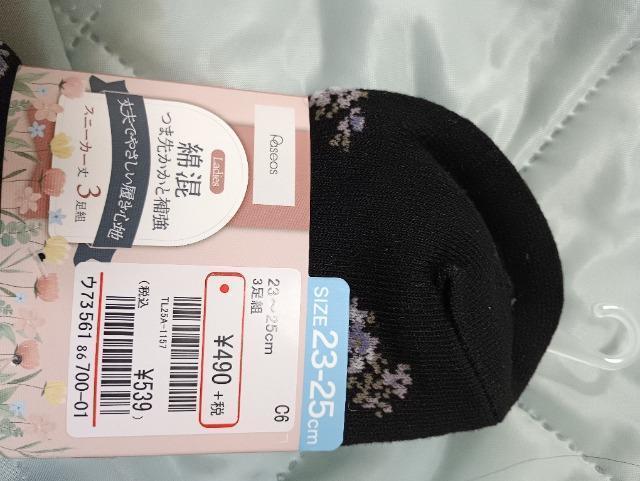 Paseos
Ladies
綿混
つま先かかと補強
丈夫でやさしい履き心地
スニーカー丈 3足組
SIZE 23-25cm
23～25cm
3足組
C6
¥490 +税
TL25A-1157
(税込 ¥539)
ウ73561 86 700-01